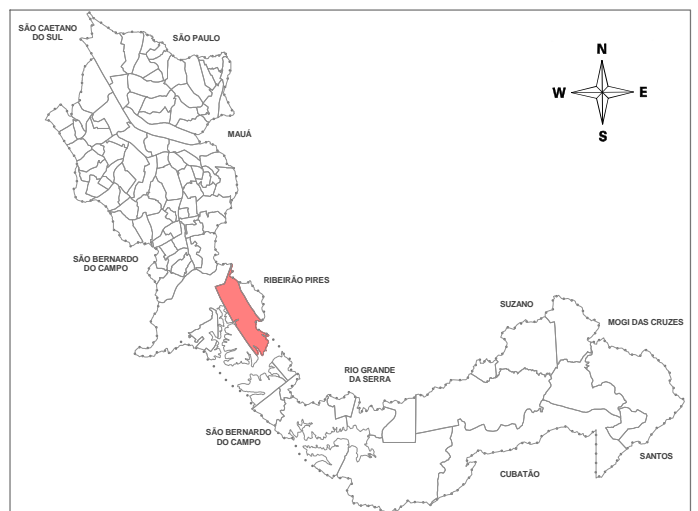 SÃO CAETANO
DO SUL
SÃO PAULO
N
W
E
S
MAUÁ
SÃO BERNARDO
DO CAMPO
RIBEIRÃO PIRES
SUZANO
MOGI DAS CRUZES
RIO GRANDE
DA SERRA
SÃO BERNARDO
DO CAMPO
SANTOS
CUBATÃO